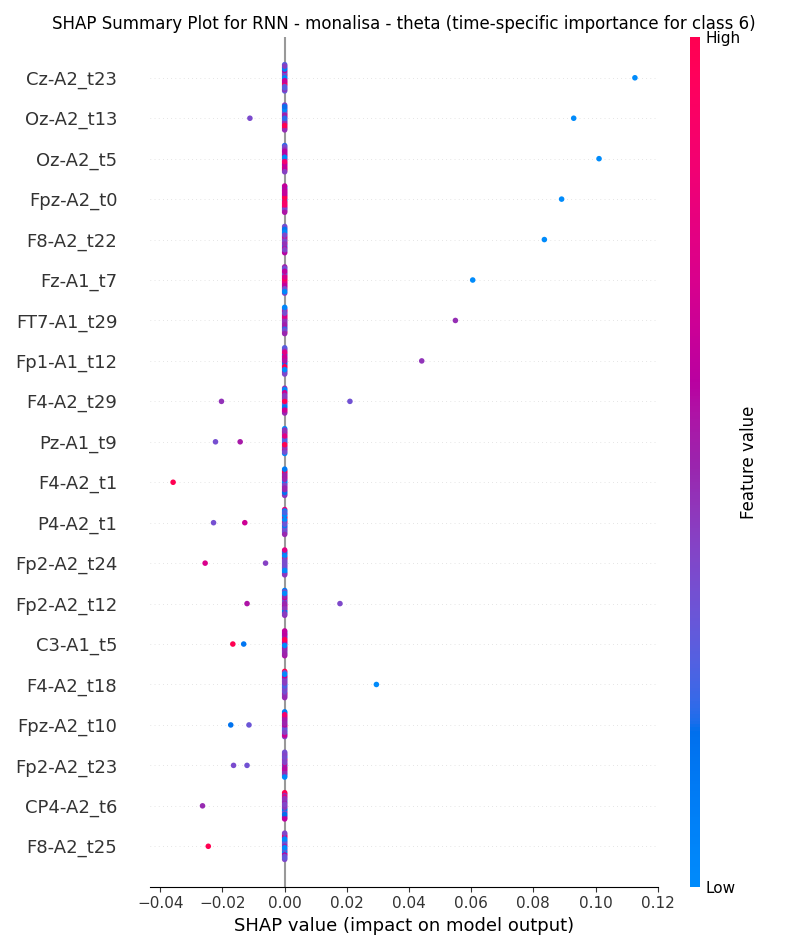 SHAP Summary Plot for RNN - monalisa - theta (time-specific importance for class 6)
High
Cz-A2_t23
Oz-A2_t13
Oz-A2_t5
Fpz-A2_t0
F8-A2_t22
Fz-A1_t7
FT7-A1_t29
Fp1-A1_t12
F4-A2_t29
Pz-A1_t9
F4-A2_t1
P4-A2_t1
Fp2-A2_t24
Fp2-A2_t12
C3-A1_t5
F4-A2_t18
Fpz-A2_t10
Fp2-A2_t23
CP4-A2_t6
F8-A2_t25
Feature value
Low
−0.04 −0.02 0.00 0.02 0.04 0.06 0.08 0.10 0.12
SHAP value (impact on model output)